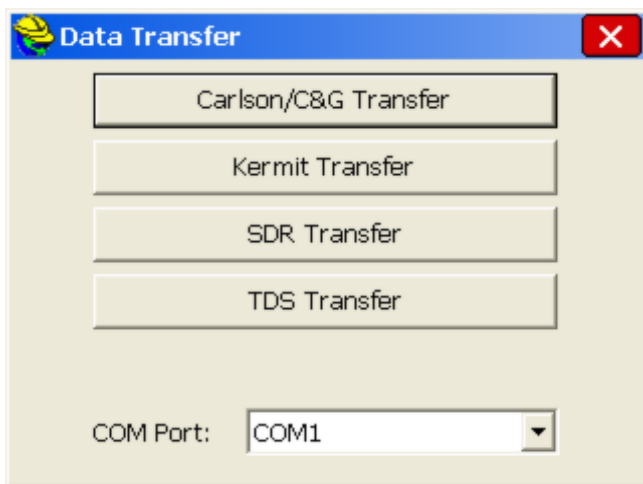 Data Transfer
Carlson/C&G Transfer
Kermit Transfer
SDR Transfer
TDS Transfer
COM Port: COM1